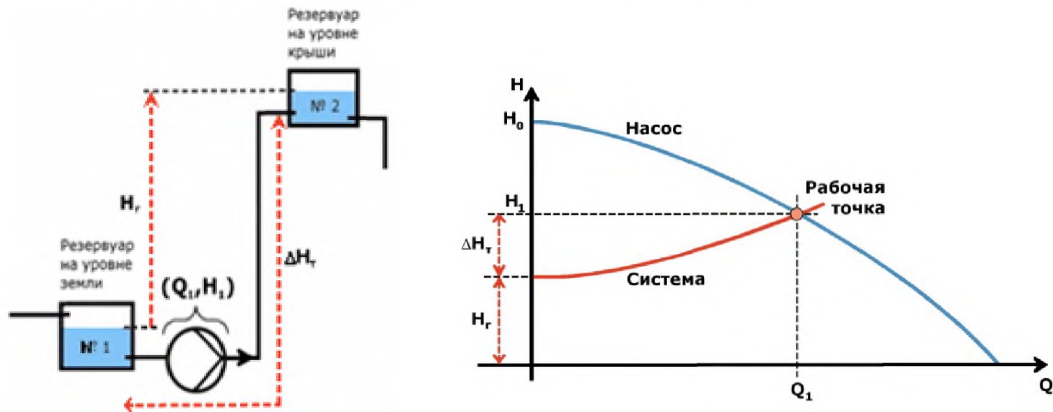 Резервуар
на уровне
крыши
№ 2
Hг
Резервуар
на уровне
земли
(Q₁,H₁)
ΔHт
№ 1
H
H₀
Насос
H₁
Рабочая
точка
ΔHт
Система
Hг
Q₁
Q